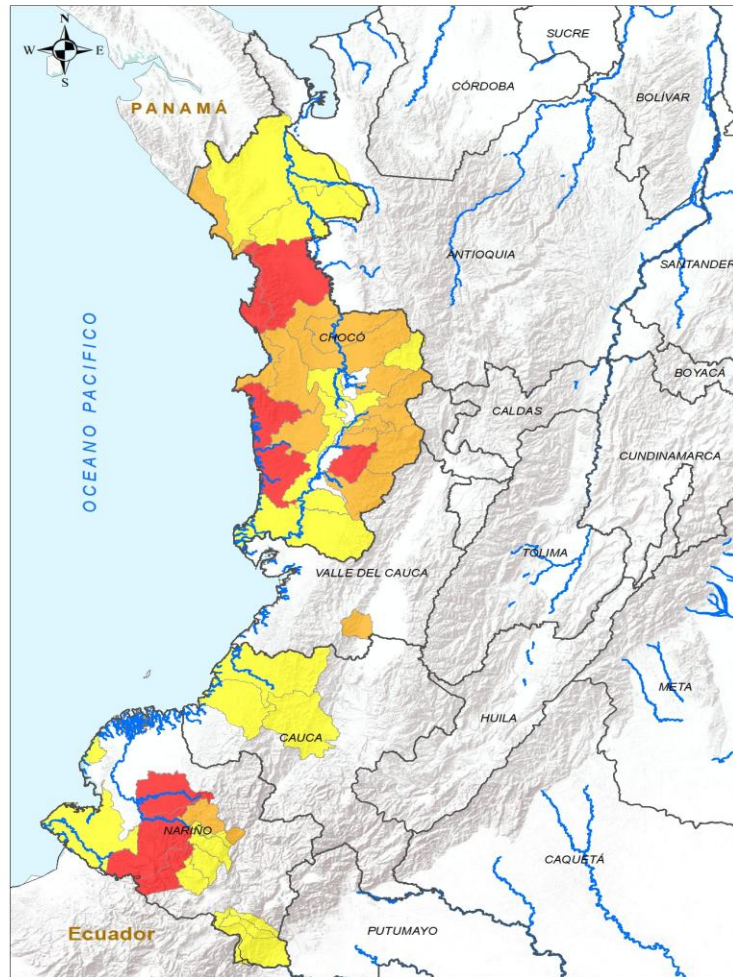 SUCRE
N
W E
S
CÓRDOBA
BOLÍVAR
PANAMÁ
ANTIOQUIA
SANTANDER
OCEANO PACIFICO
CHOCÓ
BOYACÁ
CALDAS
CUNDINAMARCA
TOLIMA
VALLE DEL CAUCA
META
HUILA
CAUCA
NARIÑO
CAQUETÁ
Ecuador
PUTUMAYO